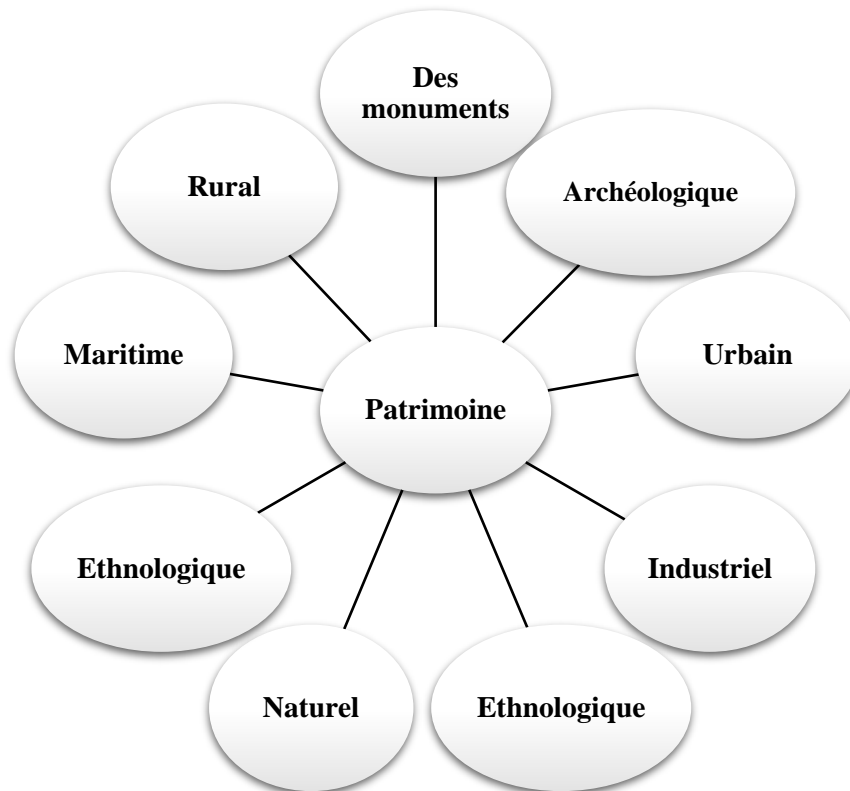 Des
monuments
Rural
Archéologique
Maritime
Urbain
Patrimoine
Ethnologique
Industriel
Naturel
Ethnologique